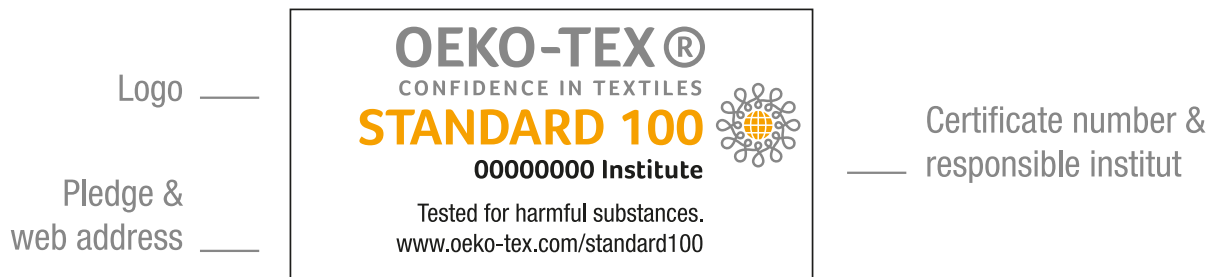 Logo
Pledge &
web address
OEKO-TEX®
CONFIDENCE IN TEXTILES
STANDARD 100
00000000 Institute
Tested for harmful substances.
www.oeko-tex.com/standard100
Certificate number &
responsible institut